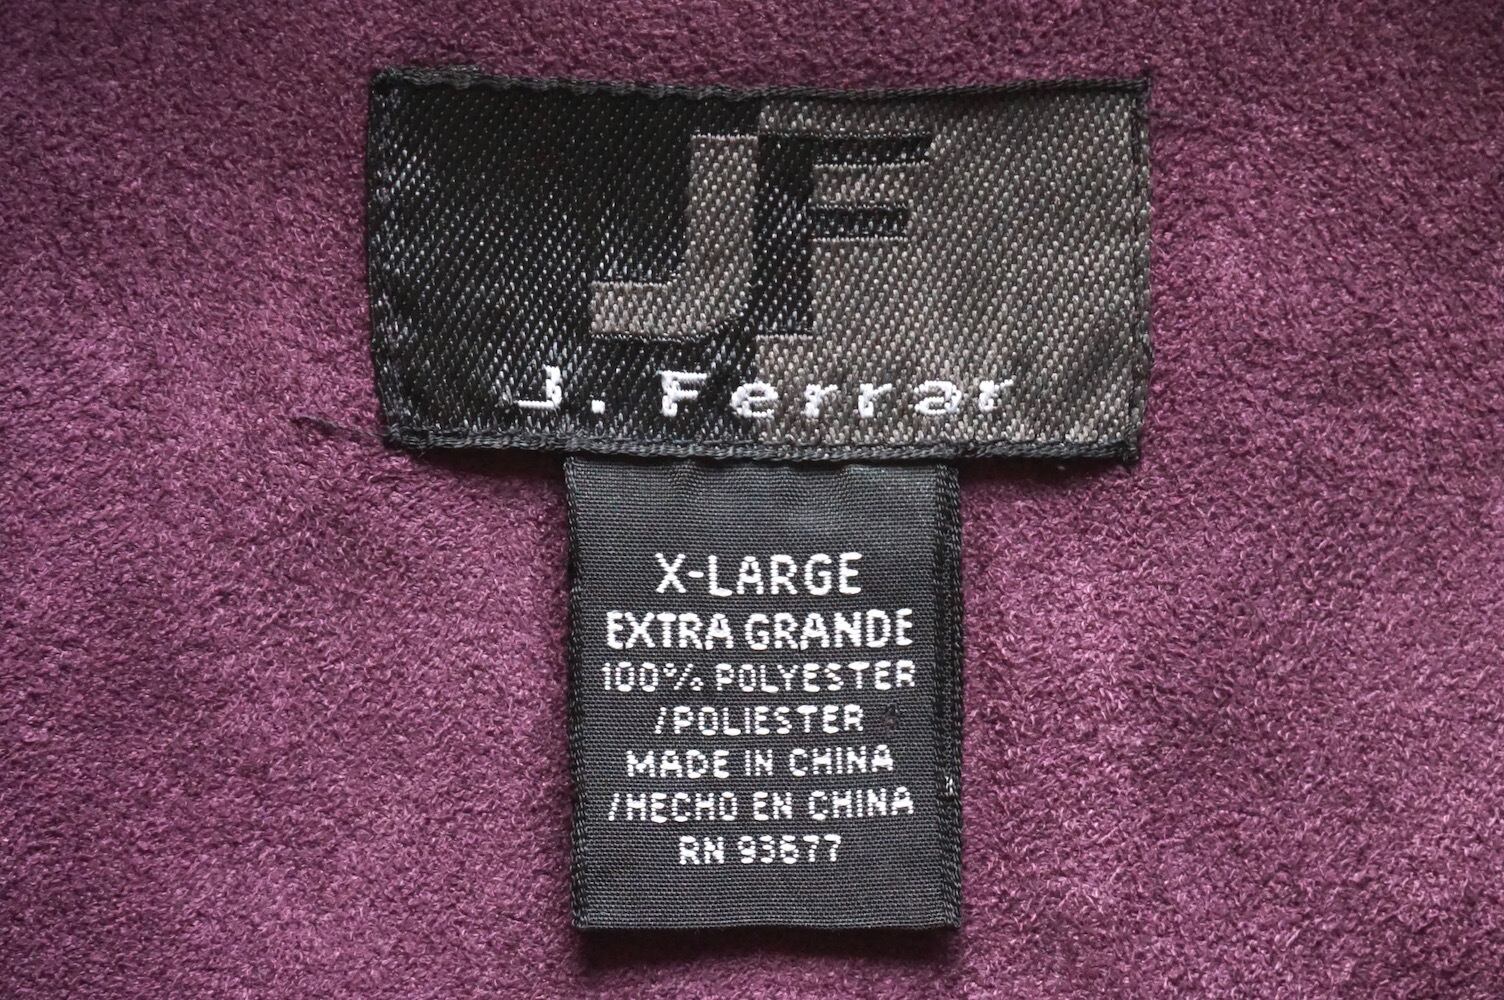 JF
J. Ferrar
X-LARGE
EXTRA GRANDE
100% POLYESTER
/POLIESTER
MADE IN CHINA
/HECHO EN CHINA
RN 93677